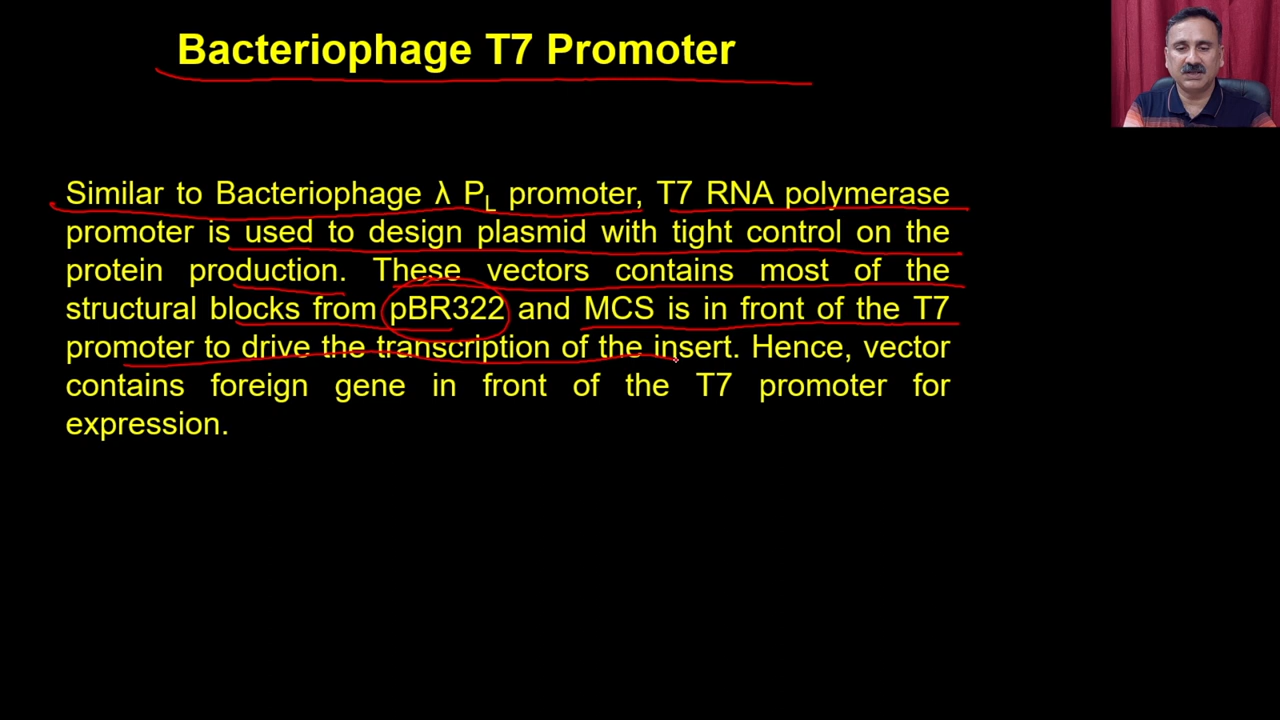 Bacteriophage T7 Promoter
Similar to Bacteriophage λ PL promoter, T7 RNA polymerase
promoter is used to design plasmid with tight control on the
protein production. These vectors contains most of the
structural blocks from pBR322 and MCS is in front of the T7
promoter to drive the transcription of the insert. Hence, vector
contains foreign gene in front of the T7 promoter for
expression.